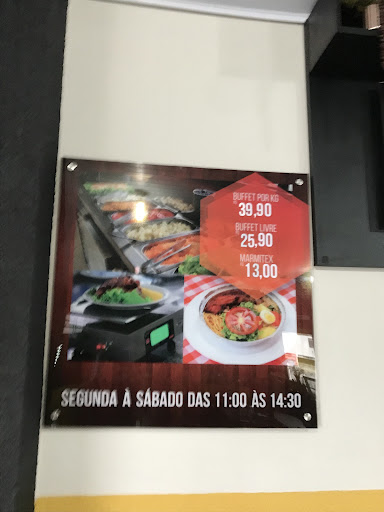 BUFFET POR KG
39,90
BUFFET LIVRE
25,90
MARMITEX
13,00
SEGUNDA À SÁBADO DAS 11:00 ÀS 14:30